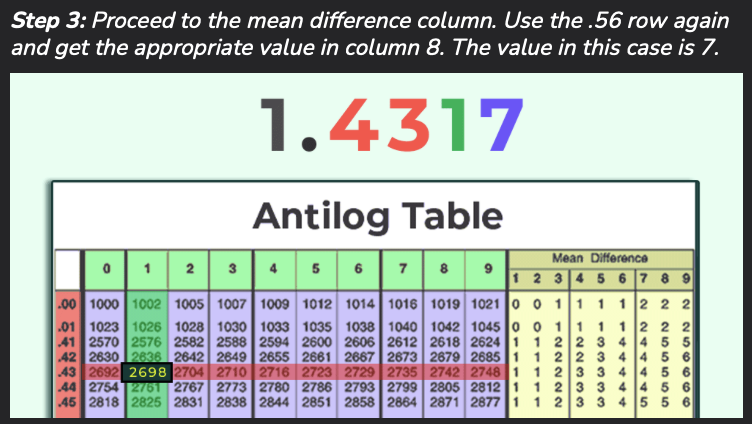 Step 3: Proceed to the mean difference column. Use the .56 row again
and get the appropriate value in column 8. The value in this case is 7.
1.4317
Antilog Table
Mean Difference
0 1 2 3 4 5 6 7 8 9 1 2 3 4 5 6 7 8 9
.00 1000 1002 1005 1007 1009 1012 1014 1016 1019 1021 0 0 1 1 1 1 2 2 2
.01 1023 1026 1028 1030 1033 1035 1038 1040 1042 1045 0 0 1 1 1 1 2 2 2
.41 2570 2576 2582 2588 2594 2600 2606 2612 2618 2624 1 1 2 2 3 4 4 5 5
.42 2630 2636 2642 2649 2655 2661 2667 2673 2679 2685 1 1 2 2 3 4 4 5 6
.43 2692 2698 2704 2710 2716 2723 2729 2735 2742 2748 1 1 2 3 3 4 4 5 6
.44 2754 2761 2767 2773 2780 2786 2793 2799 2805 2812 1 1 2 3 3 4 4 5 6
.45 2818 2825 2831 2838 2844 2851 2858 2864 2871 2877 1 1 2 3 3 4 5 5 6